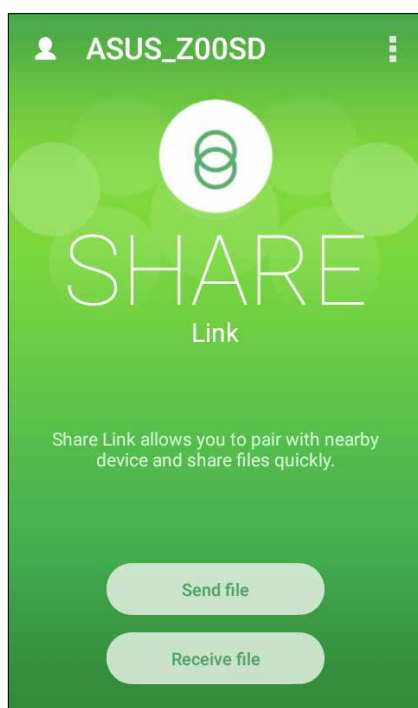 ASUS_Z00SD
SHARE
Link
Share Link allows you to pair with nearby
device and share files quickly.
Send file
Receive file